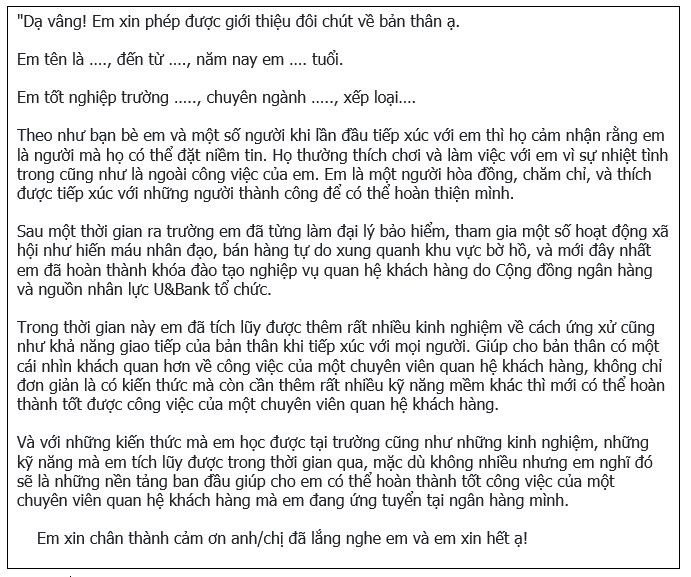 "Dạ vâng! Em xin phép được giới thiệu đôi chút về bản thân ạ.
Em tên là ...., đến từ ...., năm nay em .... tuổi.
Em tốt nghiệp trường ....., chuyên ngành ....., xếp loại....
Theo như bạn bè em và một số người khi lần đầu tiếp xúc với em thì họ cảm nhận rằng em
là người mà họ có thể đặt niềm tin. Họ thường thích chơi và làm việc với em vì sự nhiệt tình
trong cũng như là ngoài công việc của em. Em là một người hòa đồng, chăm chỉ, và thích
được tiếp xúc với những người thành công để có thể hoàn thiện mình.
Sau một thời gian ra trường em đã từng làm đại lý bảo hiểm, tham gia một số hoạt động xã
hội như hiến máu nhân đạo, bán hàng tự do xung quanh khu vực bờ hồ, và mới đây nhất
em đã hoàn thành khóa đào tạo nghiệp vụ quan hệ khách hàng do Cộng đồng ngân hàng
và nguồn nhân lực U&Bank tổ chức.
Trong thời gian này em đã tích lũy được thêm rất nhiều kinh nghiệm về cách ứng xử cũng
như khả năng giao tiếp của bản thân khi tiếp xúc với mọi người. Giúp cho bản thân có một
cái nhìn khách quan hơn về công việc của một chuyên viên quan hệ khách hàng, không chỉ
đơn giản là có kiến thức mà còn cần thêm rất nhiều kỹ năng mềm khác thì mới có thể hoàn
thành tốt được công việc của một chuyên viên quan hệ khách hàng.
Và với những kiến thức mà em học được tại trường cũng như những kinh nghiệm, những
kỹ năng mà em tích lũy được trong thời gian qua, mặc dù không nhiều nhưng em nghĩ đó
sẽ là những nền tảng ban đầu giúp cho em có thể hoàn thành tốt công việc của một
chuyên viên quan hệ khách hàng mà em đang ứng tuyển tại ngân hàng mình.
Em xin chân thành cảm ơn anh/chị đã lắng nghe em và em xin hết ạ!